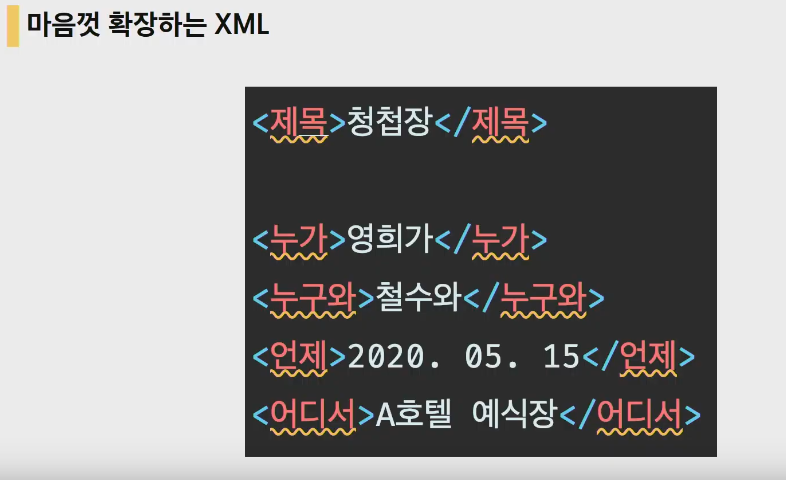 마음껏 확장하는 XML
<제목>청첩장</제목>
<누가>영희가</누가>
<누구와>철수와</누구와>
<언제>2020. 05. 15</언제>
<어디서>A호텔 예식장</어디서>